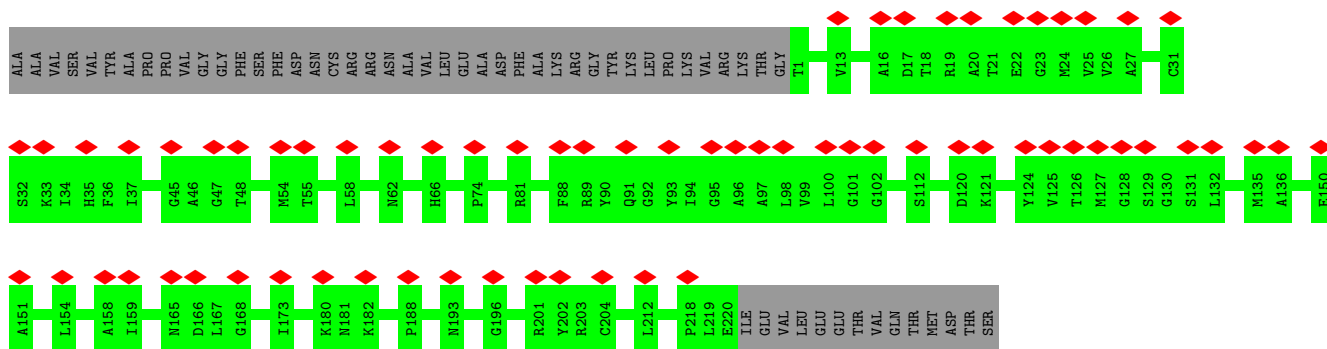 ALA ALA VAL SER VAL TYR ALA PRO PRO VAL GLY GLY PHE SER PHE ASP ASN CYS ARG ARG ASN ALA VAL LEU GLU ALA ASP PHE ALA LYS ARG GLY TYR LYS LEU PRO LYS VAL ARG LYS THR GLY T1 V13 A16 D17 T18 R19 A20 T21 E22 G23 M24 V25 V26 A27 C31
S32 K33 I34 H35 F36 I37 G45 A46 G47 T48 M54 T55 L58 N62 H66 P74 R81 F88 R89 Y90 Q91 G92 Y93 I94 G95 A96 A97 L98 V99 L100 G101 G102 S112 D120 K121 Y124 V125 T126 M127 G128 S129 G130 S131 L132 M135 A136 E150
A151 L154 A158 I159 N165 D166 L167 G168 I173 K180 N181 K182 P188 N193 G196 R201 Y202 R203 C204 L212 P218 L219 E220 ILE GLU VAL LEU GLU GLU THR VAL GLN THR MET ASP THR SER